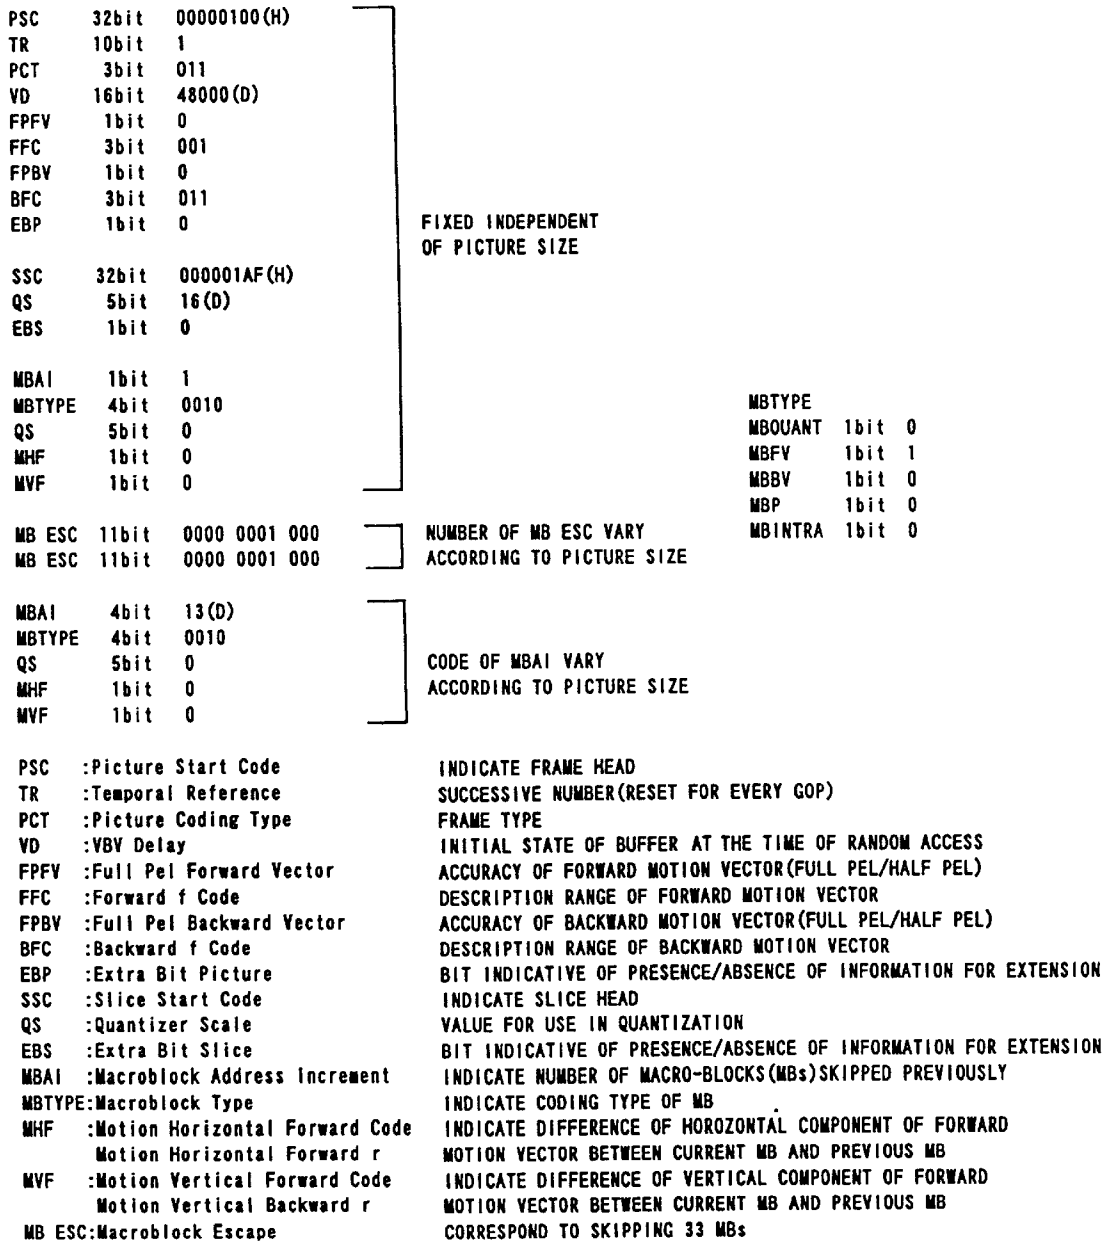 PSC 32bit 00000100(H)
TR 10bit 1
PCT 3bit 011
VD 16bit 48000(D)
FPFV 1bit 0
FFC 3bit 001
FPBV 1bit 0
BFC 3bit 011
EBP 1bit 0
FIXED INDEPENDENT
OF PICTURE SIZE
SSC 32bit 000001AF(H)
QS 5bit 16(D)
EBS 1bit 0
MBAI 1bit 1
MBTYPE 4bit 0010
QS 5bit 0
MHF 1bit 0
MVF 1bit 0
MBTYPE
MBOUANT 1bit 0
MBFV 1bit 1
MBBV 1bit 0
MBP 1bit 0
MBINTRA 1bit 0
MB ESC 11bit 0000 0001 000
MB ESC 11bit 0000 0001 000
NUMBER OF MB ESC VARY
ACCORDING TO PICTURE SIZE
MBAI 4bit 13(D)
MBTYPE 4bit 0010
QS 5bit 0
MHF 1bit 0
MVF 1bit 0
CODE OF MBAI VARY
ACCORDING TO PICTURE SIZE
PSC :Picture Start Code INDICATE FRAME HEAD
TR :Temporal Reference SUCCESSIVE NUMBER(RESET FOR EVERY GOP)
PCT :Picture Coding Type FRAME TYPE
VD :VBV Delay INITIAL STATE OF BUFFER AT THE TIME OF RANDOM ACCESS
FPFV :Full Pel Forward Vector ACCURACY OF FORWARD MOTION VECTOR(FULL PEL/HALF PEL)
FFC :Forward f Code DESCRIPTION RANGE OF FORWARD MOTION VECTOR
FPBV :Full Pel Backward Vector ACCURACY OF BACKWARD MOTION VECTOR(FULL PEL/HALF PEL)
BFC :Backward f Code DESCRIPTION RANGE OF BACKWARD MOTION VECTOR
EBP :Extra Bit Picture BIT INDICATIVE OF PRESENCE/ABSENCE OF INFORMATION FOR EXTENSION
SSC :Slice Start Code INDICATE SLICE HEAD
QS :Quantizer Scale VALUE FOR USE IN QUANTIZATION
EBS :Extra Bit Slice BIT INDICATIVE OF PRESENCE/ABSENCE OF INFORMATION FOR EXTENSION
MBAI :Macroblock Address Increment INDICATE NUMBER OF MACRO-BLOCKS(MBs)SKIPPED PREVIOUSLY
MBTYPE:Macroblock Type INDICATE CODING TYPE OF MB
MHF :Motion Horizontal Forward Code INDICATE DIFFERENCE OF HOROZONTAL COMPONENT OF FORWARD
Motion Horizontal Forward r MOTION VECTOR BETWEEN CURRENT MB AND PREVIOUS MB
MVF :Motion Vertical Forward Code INDICATE DIFFERENCE OF VERTICAL COMPONENT OF FORWARD
Motion Vertical Backward r MOTION VECTOR BETWEEN CURRENT MB AND PREVIOUS MB
MB ESC:Macroblock Escape CORRESPOND TO SKIPPING 33 MBs